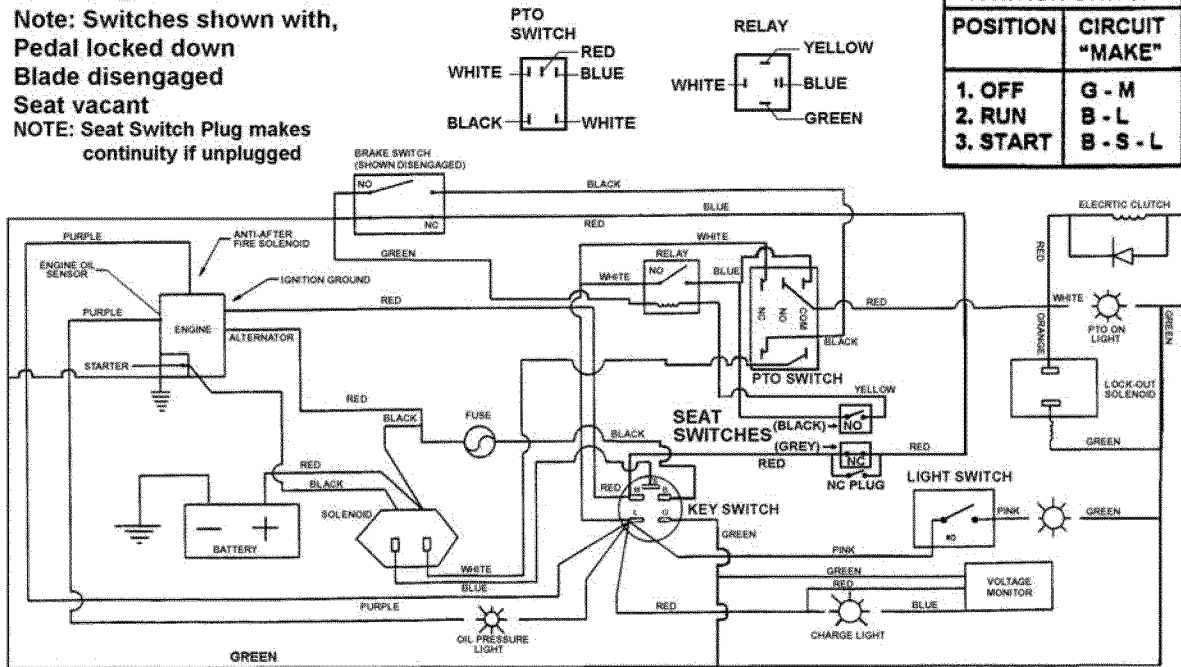 Note: Switches shown with,
Pedal locked down
Blade disengaged
Seat vacant
NOTE: Seat Switch Plug makes
continuity if unplugged
PTO
SWITCH
RED
WHITE
BLUE
BLACK
WHITE
RELAY
YELLOW
WHITE
BLUE
GREEN
POSITION
CIRCUIT
"MAKE"
1. OFF G - M
2. RUN B - L
3. START B - S - L
BRAKE SWITCH
(SHOWN DISENGAGED)
NO
NC
BLACK
BLUE
RED
ELECRTIC CLUTCH
PURPLE
ANTI-AFTER
FIRE SOLENOID
GREEN
WHITE
RELAY
NO
WHITE
BLUE
RED
ENGINE OIL
SENSOR
IGNITION GROUND
RED
RED
WHITE
PURPLE
ENGINE
ALTERNATOR
NC
NO
COM
BLACK
ORANGE
PTO ON
LIGHT
GREEN
STARTER
PTO SWITCH
LOCK-OUT
SOLENOID
YELLOW
RED
BLACK
FUSE
BLACK
SEAT
SWITCHES
(BLACK)
NO
(GREY)
NC
NC PLUG
RED
RED
GREEN
RED
BLACK
RED
M
B
L
G
KEY SWITCH
LIGHT SWITCH
NO
PINK
GREEN
SOLENOID
BATTERY
GREEN
PINK
WHITE
BLUE
PURPLE
GREEN
RED
RED
BLUE
VOLTAGE
MONITOR
OIL PRESSURE
LIGHT
CHARGE LIGHT
GREEN